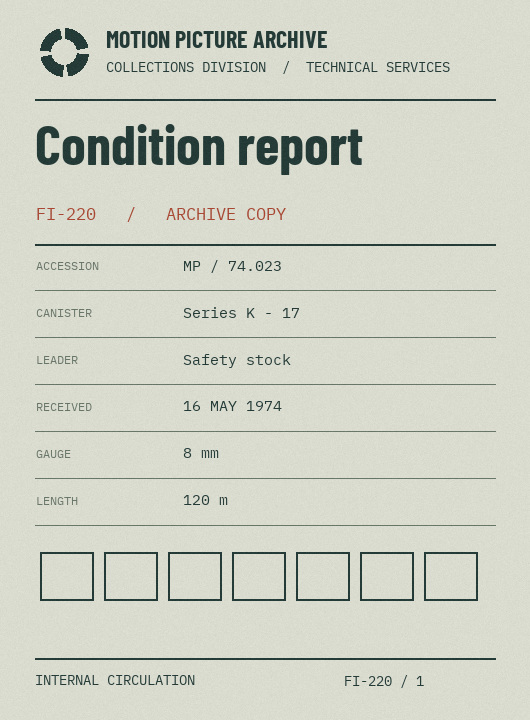 MOTION PICTURE ARCHIVE
COLLECTIONS DIVISION / TECHNICAL SERVICES
Condition report
FI-220 / ARCHIVE COPY
ACCESSION MP / 74.023
CANISTER Series K - 17
LEADER Safety stock
RECEIVED 16 MAY 1974
GAUGE 8 mm
LENGTH 120 m
INTERNAL CIRCULATION FI-220 / 1